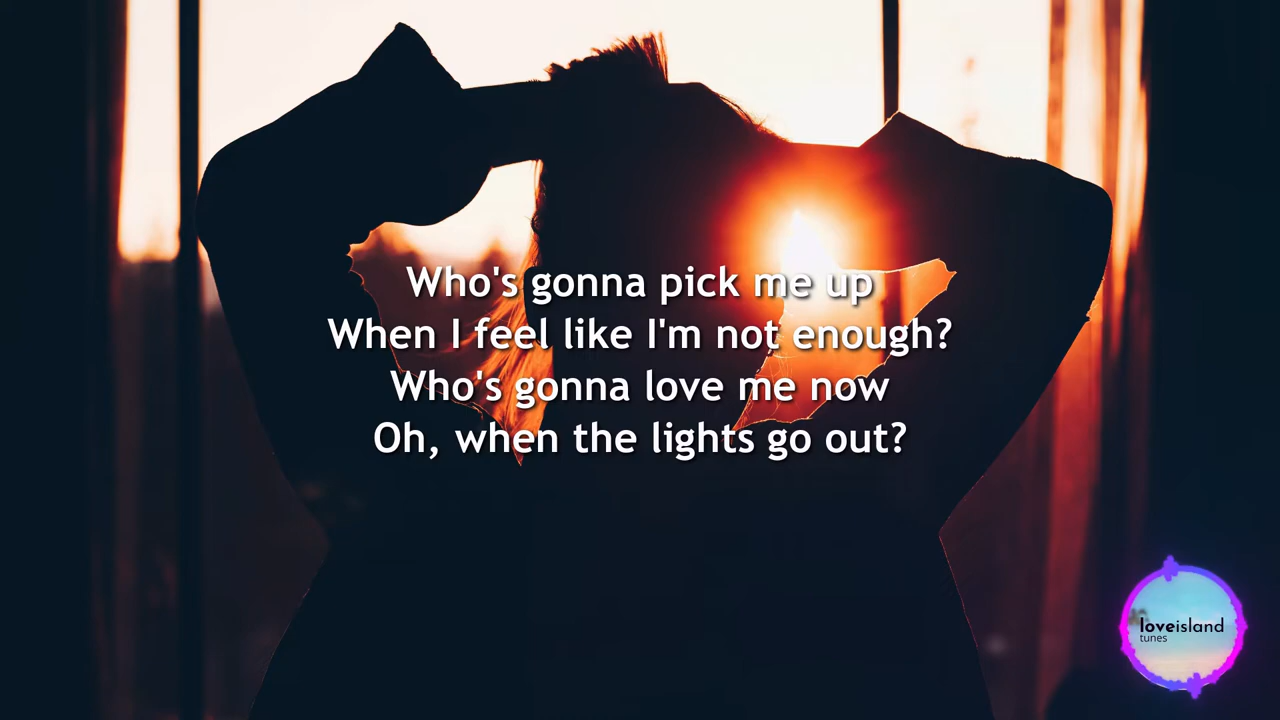 Who's gonna pick me up
When I feel like I'm not enough?
Who's gonna love me now
Oh, when the lights go out?
loveisland
tunes